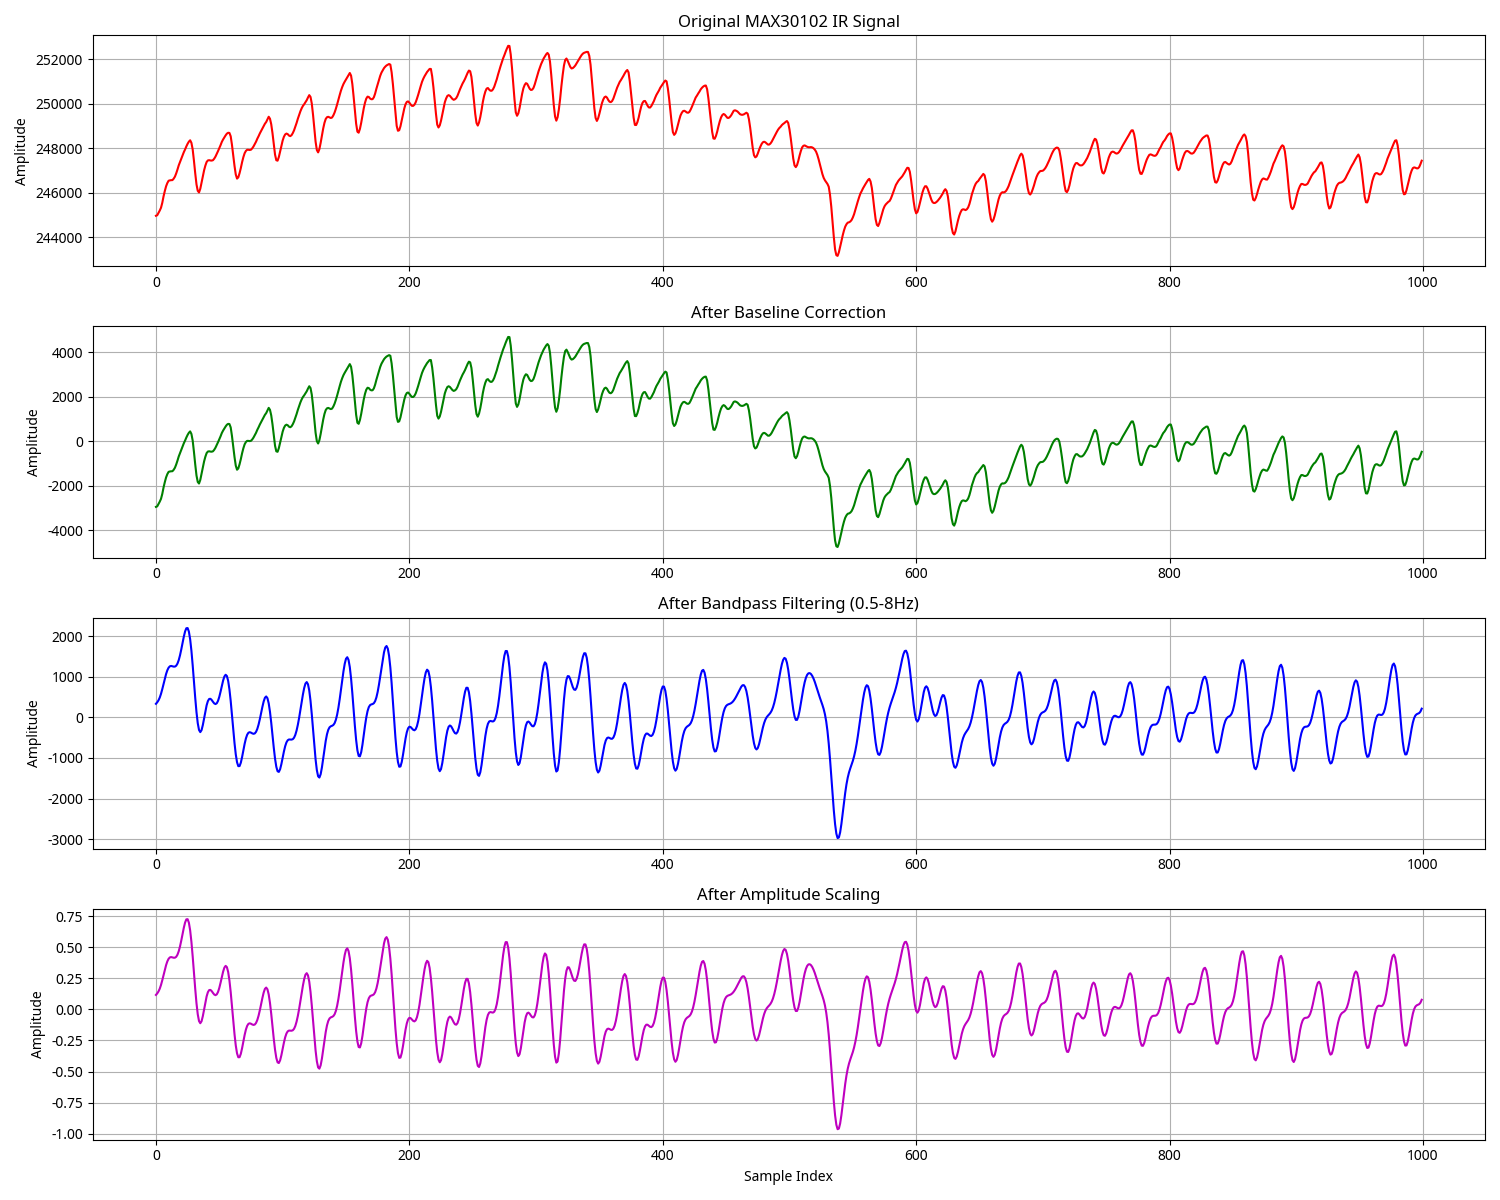 Original MAX30102 IR Signal
252000
250000
248000
246000
244000
Amplitude
0 200 400 600 800 1000
After Baseline Correction
4000
2000
0
-2000
-4000
Amplitude
0 200 400 600 800 1000
After Bandpass Filtering (0.5-8Hz)
2000
1000
0
-1000
-2000
-3000
Amplitude
0 200 400 600 800 1000
After Amplitude Scaling
0.75
0.50
0.25
0.00
-0.25
-0.50
-0.75
-1.00
Amplitude
0 200 400 600 800 1000
Sample Index